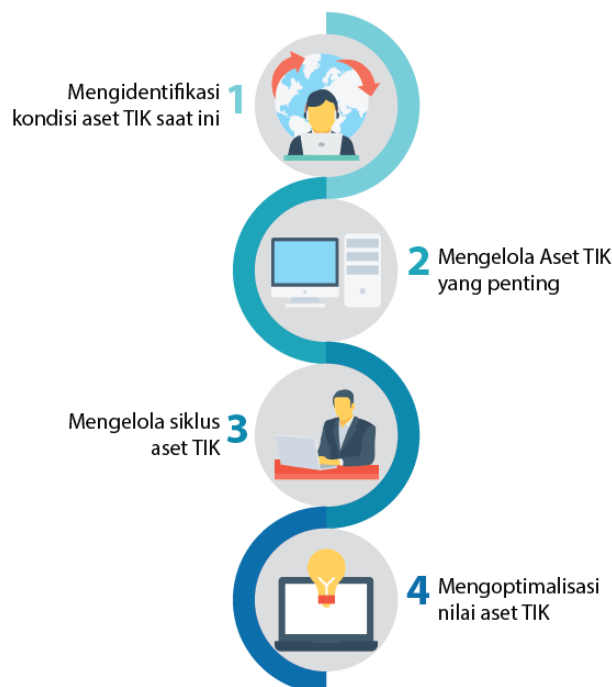 1
Mengidentifikasi
kondisi aset TIK saat ini
2
Mengelola Aset TIK
yang penting
3
Mengelola siklus
aset TIK
4
Mengoptimalisasi
nilai aset TIK